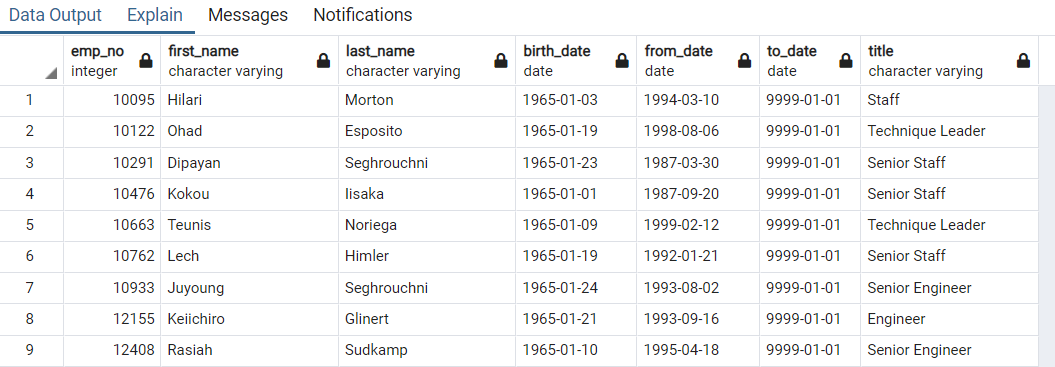 Data Output Explain Messages Notifications
emp_no first_name last_name birth_date from_date to_date title
integer character varying character varying date date date character varying
1 10095 Hilari Morton 1965-01-03 1994-03-10 9999-01-01 Staff
2 10122 Ohad Esposito 1965-01-19 1998-08-06 9999-01-01 Technique Leader
3 10291 Dipayan Seghrouchni 1965-01-23 1987-03-30 9999-01-01 Senior Staff
4 10476 Kokou Iisaka 1965-01-01 1987-09-20 9999-01-01 Senior Staff
5 10663 Teunis Noriega 1965-01-09 1999-02-12 9999-01-01 Technique Leader
6 10762 Lech Himler 1965-01-19 1992-01-21 9999-01-01 Senior Staff
7 10933 Juyoung Seghrouchni 1965-01-24 1993-08-02 9999-01-01 Senior Engineer
8 12155 Keiichiro Glinert 1965-01-21 1993-09-16 9999-01-01 Engineer
9 12408 Rasiah Sudkamp 1965-01-10 1995-04-18 9999-01-01 Senior Engineer